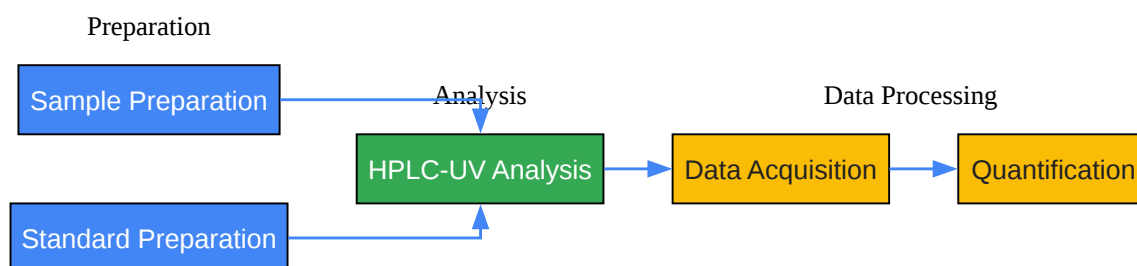 Preparation
Sample Preparation
Analysis
Data Processing
HPLC-UV Analysis
Data Acquisition
Quantification
Standard Preparation